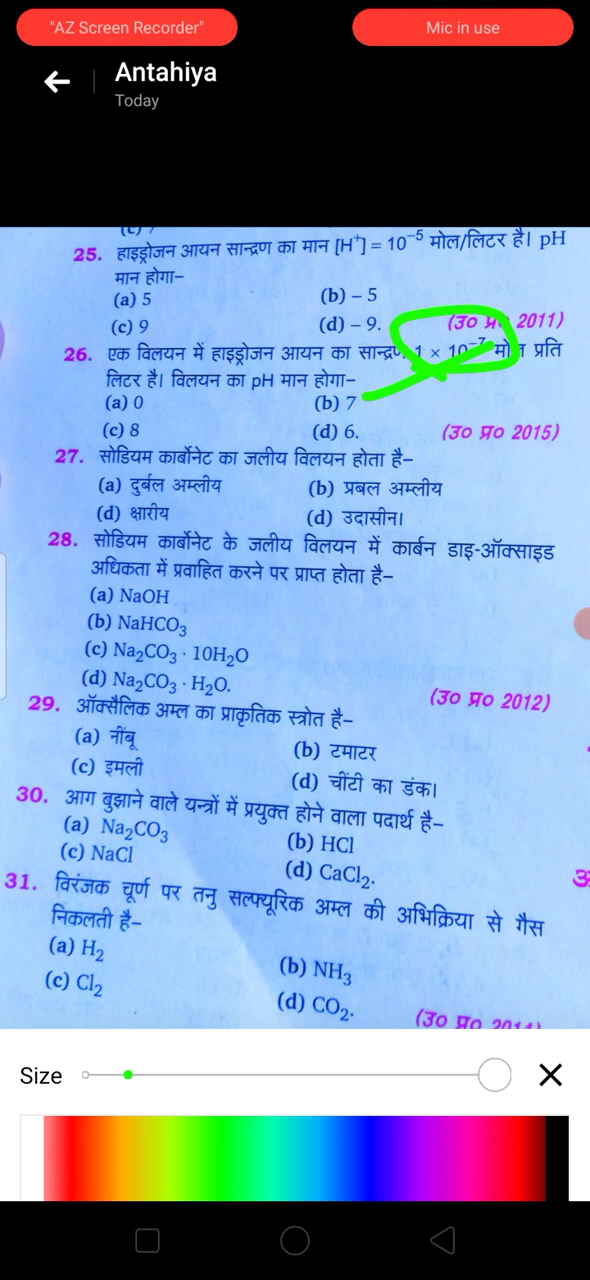 "AZ Screen Recorder"
Mic in use
Antahiya
Today
25. हाइड्रोजन आयन सान्द्रण का मान [H⁺] = 10⁻⁵ मोल/लिटर है। pH
मान होगा–
(a) 5 (b) – 5
(c) 9 (d) – 9. (उ० प्र० 2011)
26. एक विलयन में हाइड्रोजन आयन का सान्द्रण 1 × 10⁻⁷ मोल प्रति
लिटर है। विलयन का pH मान होगा–
(a) 0 (b) 7
(c) 8 (d) 6. (उ० प्र० 2015)
27. सोडियम कार्बोनेट का जलीय विलयन होता है–
(a) दुर्बल अम्लीय (b) प्रबल अम्लीय
(d) क्षारीय (d) उदासीन।
28. सोडियम कार्बोनेट के जलीय विलयन में कार्बन डाइ-ऑक्साइड
अधिकता में प्रवाहित करने पर प्राप्त होता है–
(a) NaOH
(b) NaHCO₃
(c) Na₂CO₃ · 10H₂O
(d) Na₂CO₃ · H₂O. (उ० प्र० 2012)
29. ऑक्सैलिक अम्ल का प्राकृतिक स्त्रोत है–
(a) नींबू (b) टमाटर
(c) इमली (d) चींटी का डंक।
30. आग बुझाने वाले यन्त्रों में प्रयुक्त होने वाला पदार्थ है–
(a) Na₂CO₃ (b) HCl
(c) NaCl (d) CaCl₂.
31. विरंजक चूर्ण पर तनु सल्फ्यूरिक अम्ल की अभिक्रिया से गैस
निकलती है–
(a) H₂ (b) NH₃
(c) Cl₂ (d) CO₂.
(उ० प्र० 2014)
Size